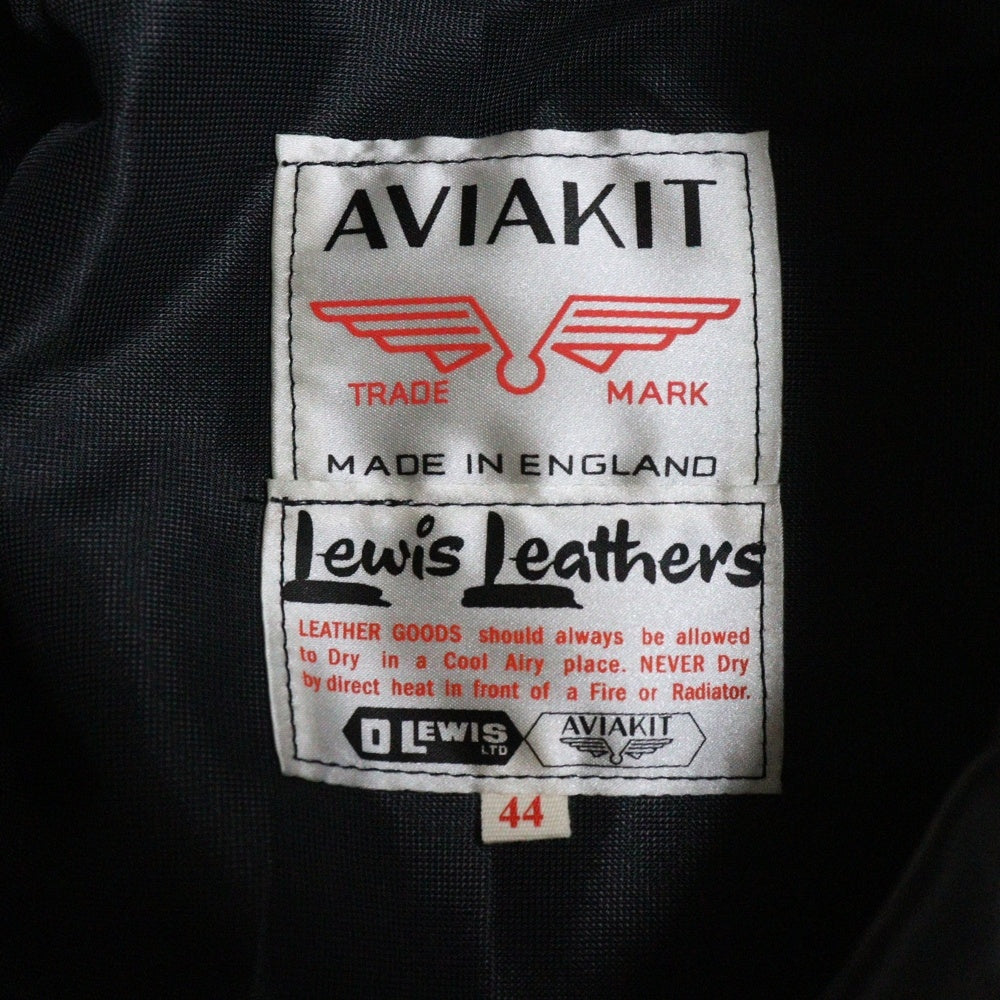 AVIAKIT
TRADE MARK
MADE IN ENGLAND
Lewis Leathers
LEATHER GOODS should always be allowed
to Dry in a Cool Airy place. NEVER Dry
by direct heat in front of a Fire or Radiator.
D LEWIS LTD AVIAKIT
44